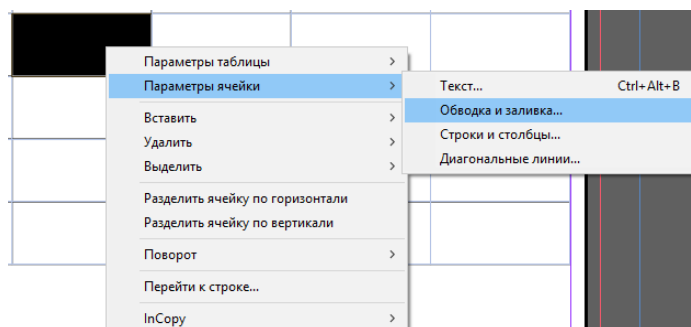 Параметры таблицы
Параметры ячейки
Вставить
Удалить
Выделить
Разделить ячейку по горизонтали
Разделить ячейку по вертикали
Поворот
Перейти к строке...
InCopy
Текст... Ctrl+Alt+B
Обводка и заливка...
Строки и столбцы...
Диагональные линии...